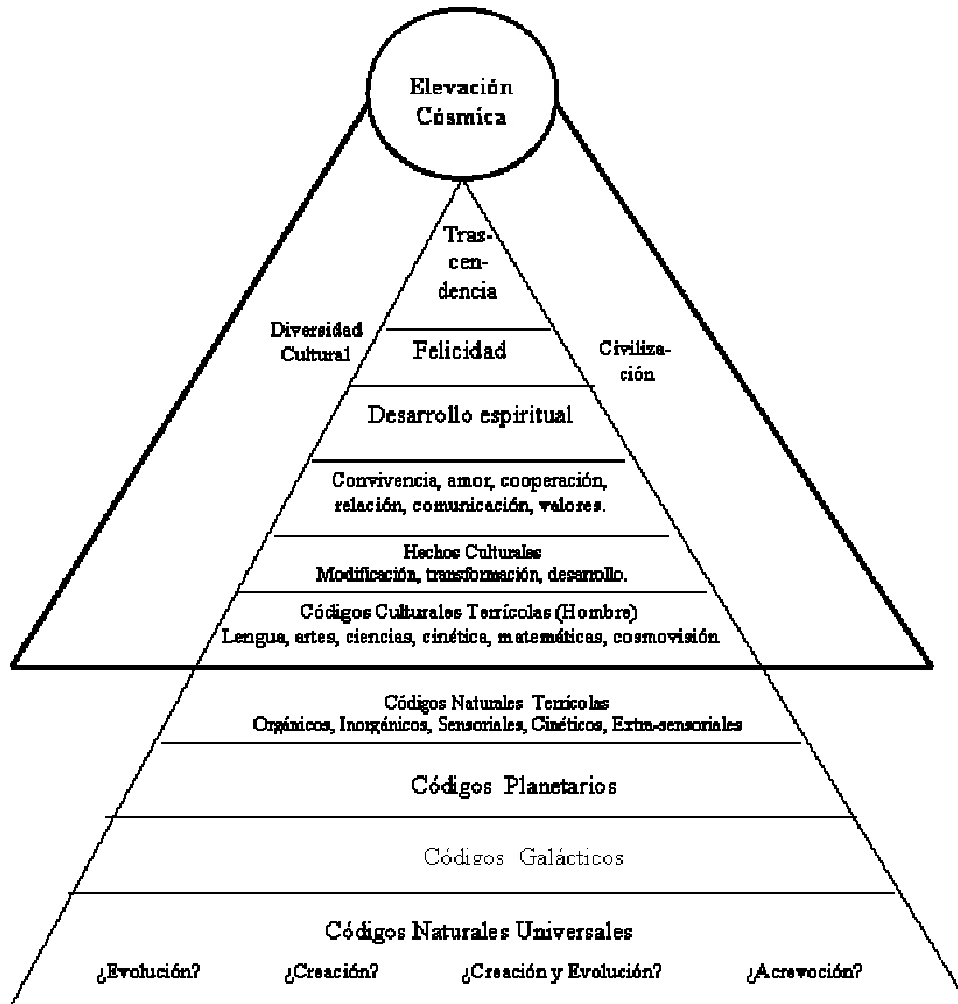 Elevación
Cósmica
Tras-
cen-
dencia
Diversidad
Cultural
Felicidad
Civiliza-
ción
Desarrollo espiritual
Convivencia, amor, cooperación,
relación, comunicación, valores.
Hechos Culturales
Modificación, transformación, desarrollo.
Códigos Culturales Terrícolas (Hombre)
Lengua, artes, ciencias, cinética, matemáticas, cosmovisión
Códigos Naturales Terrícolas
Orgánicos, Inorgánicos, Sensoriales, Cinéticos, Extra-sensoriales
Códigos Planetarios
Códigos Galácticos
Códigos Naturales Universales
¿Evolución? ¿Creación? ¿Creación y Evolución? ¿Acrevoción?